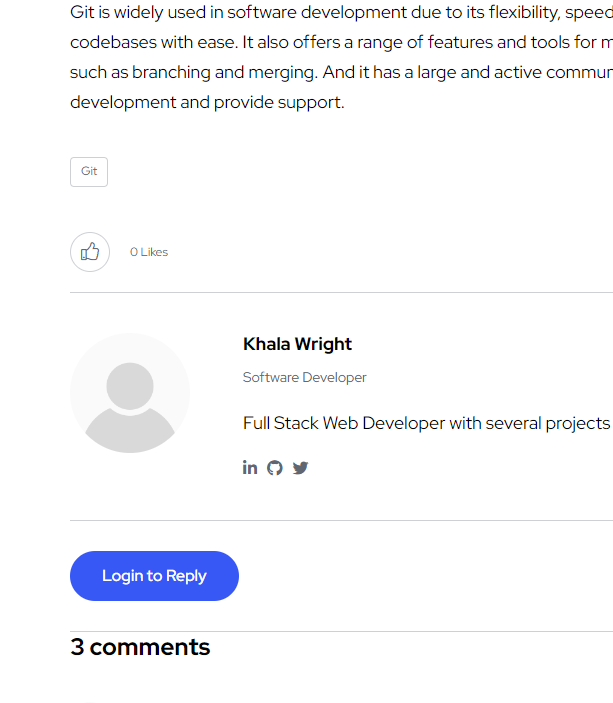 Git is widely used in software development due to its flexibility, speed
codebases with ease. It also offers a range of features and tools for m
such as branching and merging. And it has a large and active commun
development and provide support.
Git
0 Likes
Khala Wright
Software Developer
Full Stack Web Developer with several projects
in
Login to Reply
3 comments